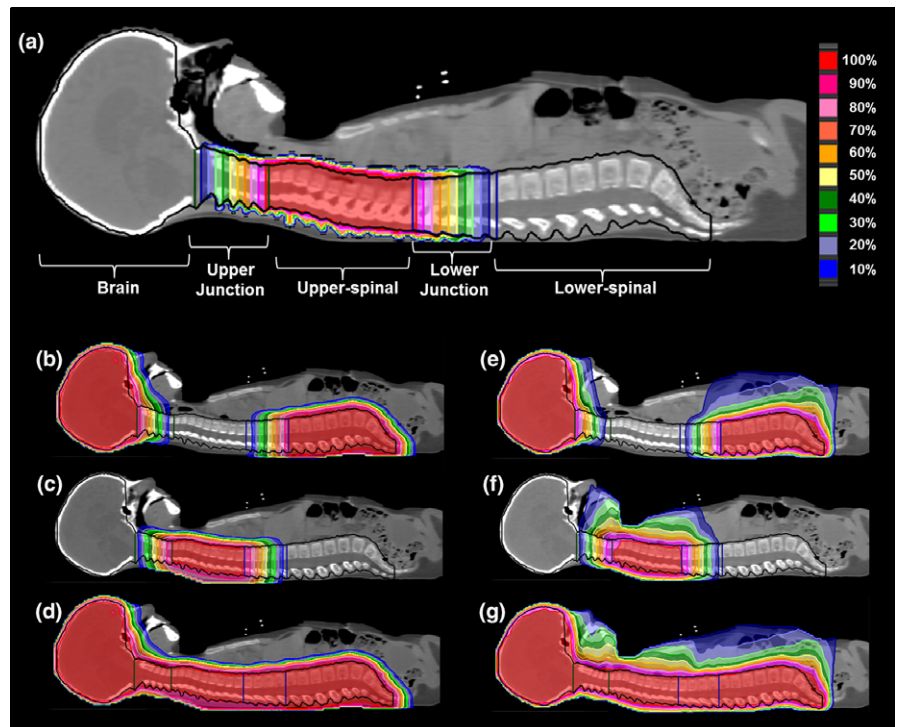 (a)
100%
90%
80%
70%
60%
50%
40%
30%
20%
10%
Brain
Upper
Junction
Upper-spinal
Lower
Junction
Lower-spinal
(b)
(e)
(c)
(f)
(d)
(g)